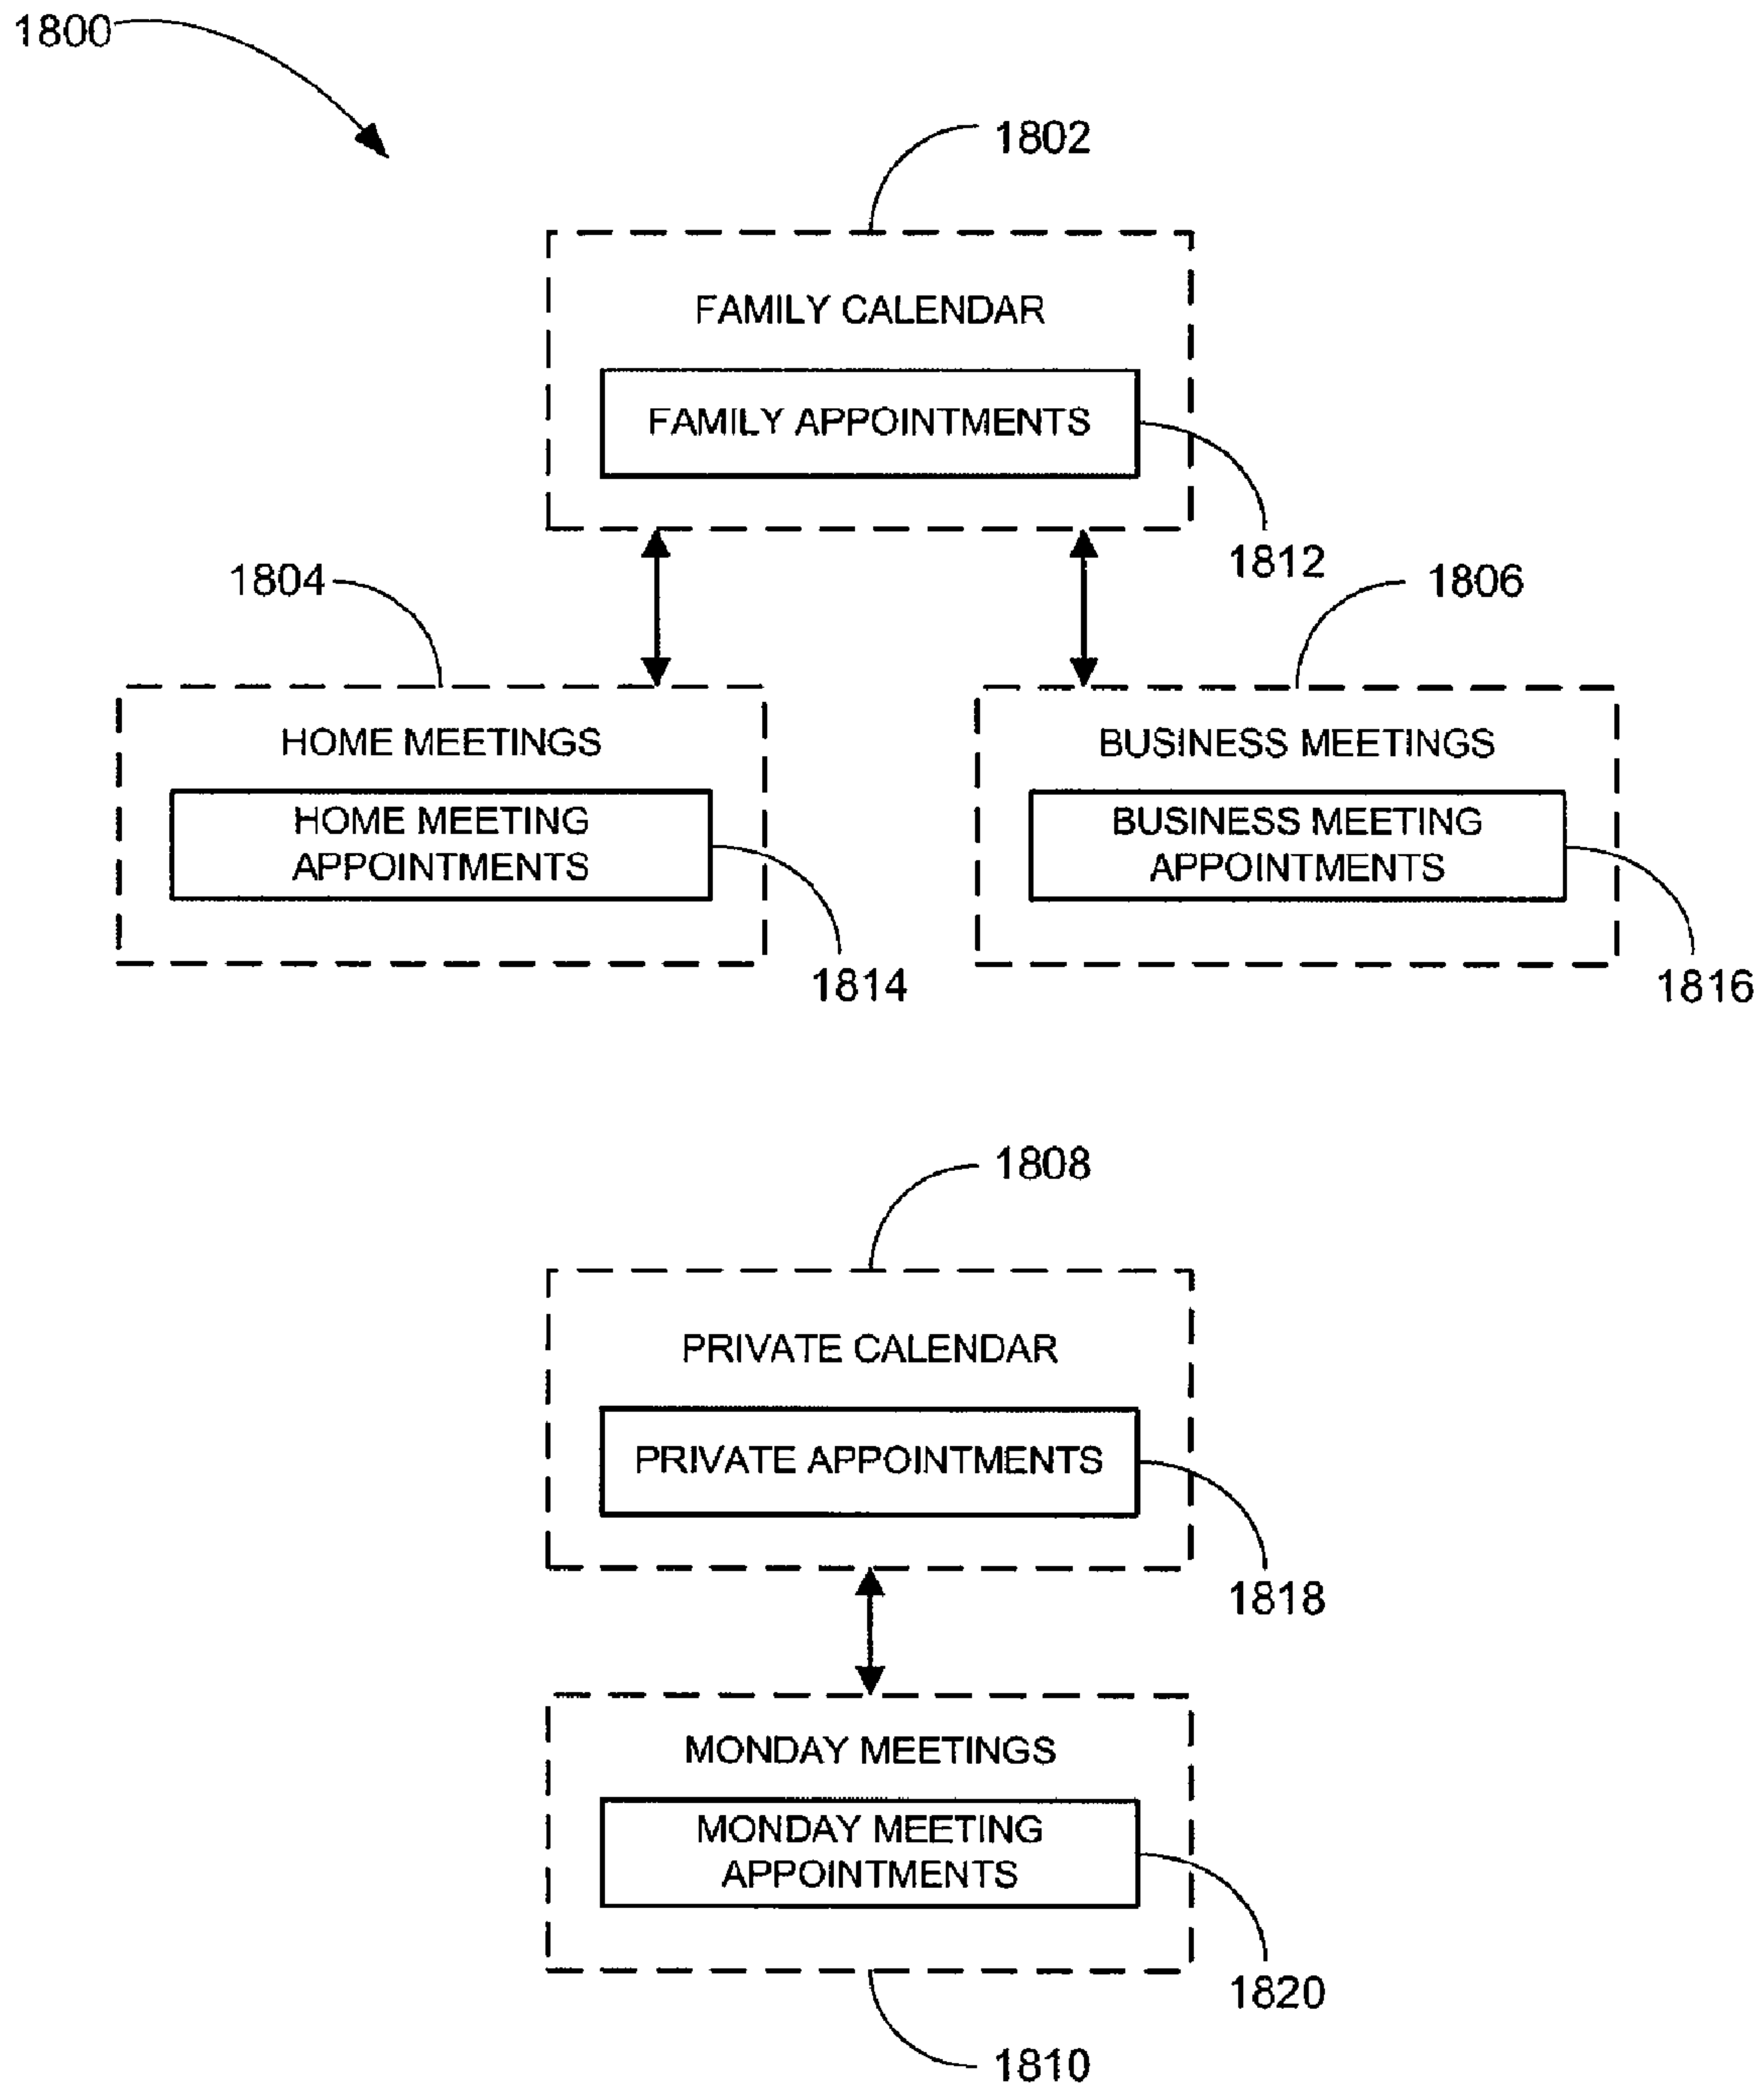 1800
1802
FAMILY CALENDAR
FAMILY APPOINTMENTS
1812
1804
1806
HOME MEETINGS
HOME MEETING
APPOINTMENTS
1814
BUSINESS MEETINGS
BUSINESS MEETING
APPOINTMENTS
1816
1808
PRIVATE CALENDAR
PRIVATE APPOINTMENTS
1818
MONDAY MEETINGS
MONDAY MEETING
APPOINTMENTS
1820
1810